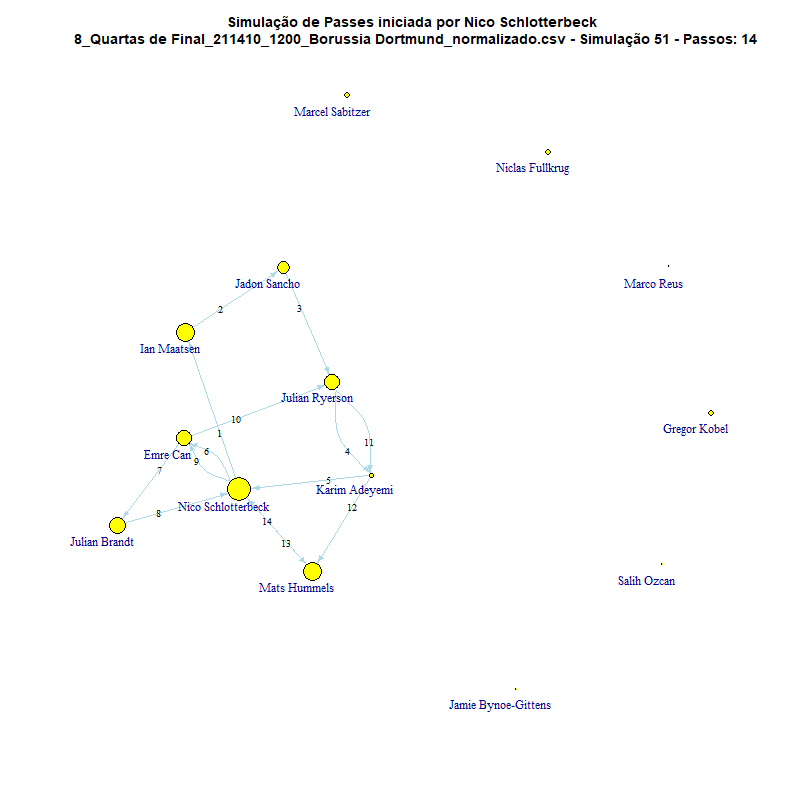 Simulação de Passes iniciada por Nico Schlotterbeck
8_Quartas de Final_211410_1200_Borussia Dortmund_normalizado.csv - Simulação 51 - Passos: 14
Marcel Sabitzer
Niclas Fullkrug
Jadon Sancho
Marco Reus
2
3
Ian Maatsen
Julian Ryerson
10
Gregor Kobel
1
11
6
4
Emre Can
9
7
5
Karim Adeyemi
Nico Schlotterbeck
12
8
14
Julian Brandt
13
Salih Ozcan
Mats Hummels
Jamie Bynoe-Gittens